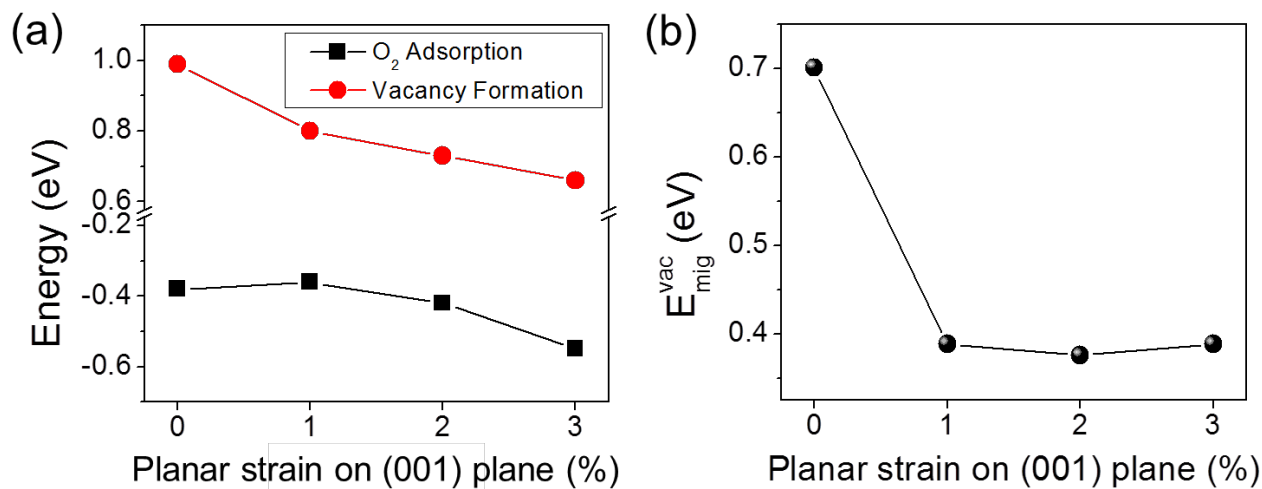 (a)
Energy (eV)
1.0
0.8
0.6
-0.2
-0.4
-0.6
O2 Adsorption
Vacancy Formation
0 1 2 3
Planar strain on (001) plane (%)
(b)
E vac mig (eV)
0.7
0.6
0.5
0.4
0 1 2 3
Planar strain on (001) plane (%)